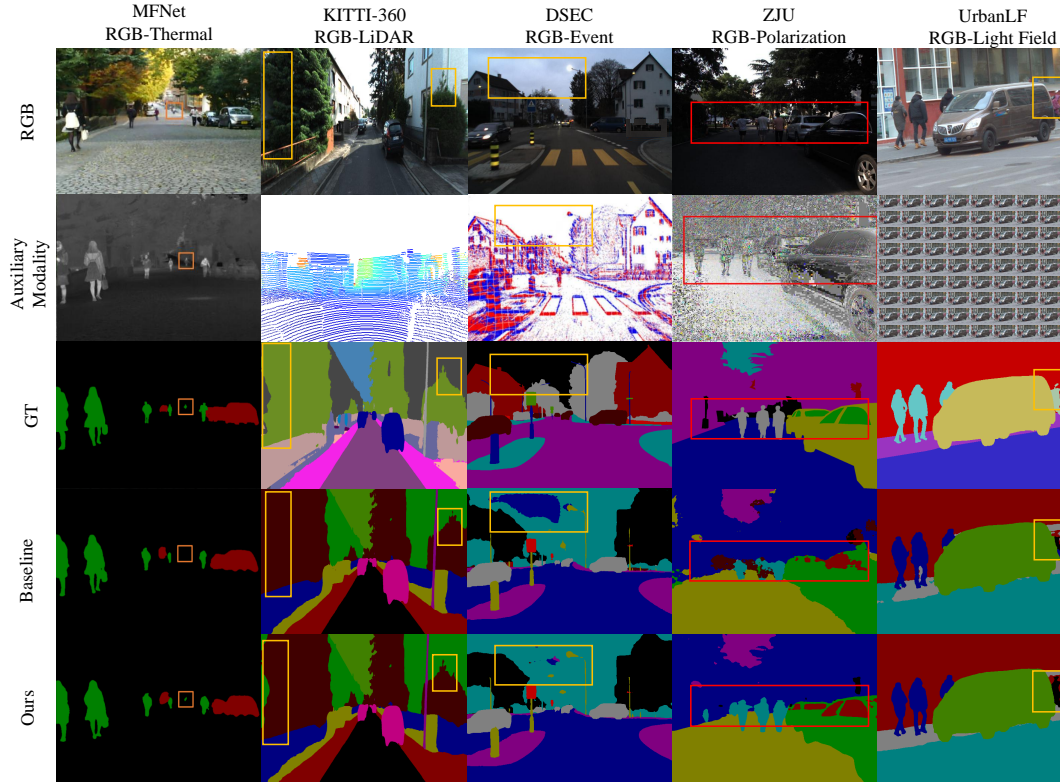 MFNet
RGB-Thermal
KITTI-360
RGB-LiDAR
DSEC
RGB-Event
ZJU
RGB-Polarization
UrbanLF
RGB-Light Field
RGB
Auxiliary
Modality
GT
Baseline
Ours